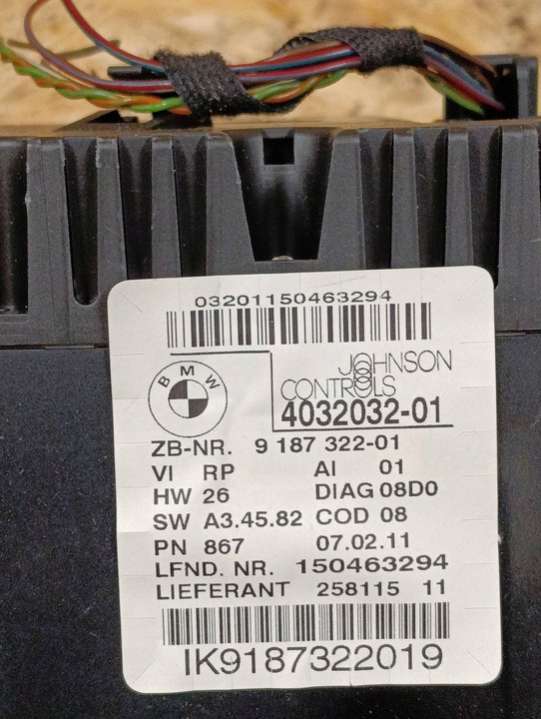 03201150463294
BMW
JOHNSON
CONTROLS
4032032-01
ZB-NR. 9 187 322-01
VI RP AI 01
HW 26 DIAG 08D0
SW A3.45.82 COD 08
PN 867 07.02.11
LFND. NR. 150463294
LIEFERANT 258115 11
IK9187322019